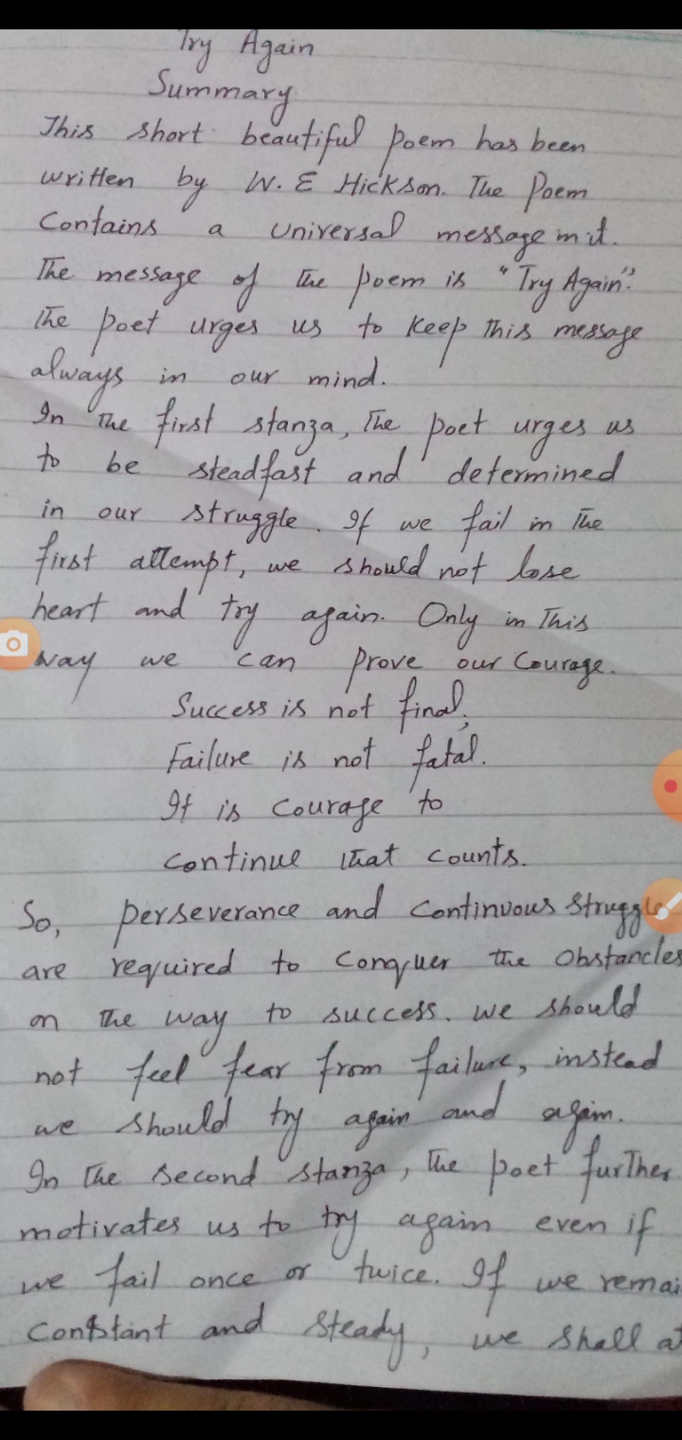 Try Again
Summary
This short beautiful poem has been
written by W. E Hickson. The Poem
Contains a universal message in it.
The message of the poem is "Try Again".
The poet urges us to keep this message
always in our mind.
In the first stanza, The poet urges us
to be steadfast and determined
in our struggle. If we fail in the
first attempt, we should not lose
heart and try again. Only in This
way we can prove our Courage.
Success is not final,
Failure is not fatal.
It is courage to
continue that counts.
So, perseverance and continuous struggle
are required to conquer the obstancles
on the way to success. we should
not feel fear from failure, instead
we should try again and again.
In the second stanza, the poet further
motivates us to try again even if
we fail once or twice. If we remai
constant and steady, we shall at